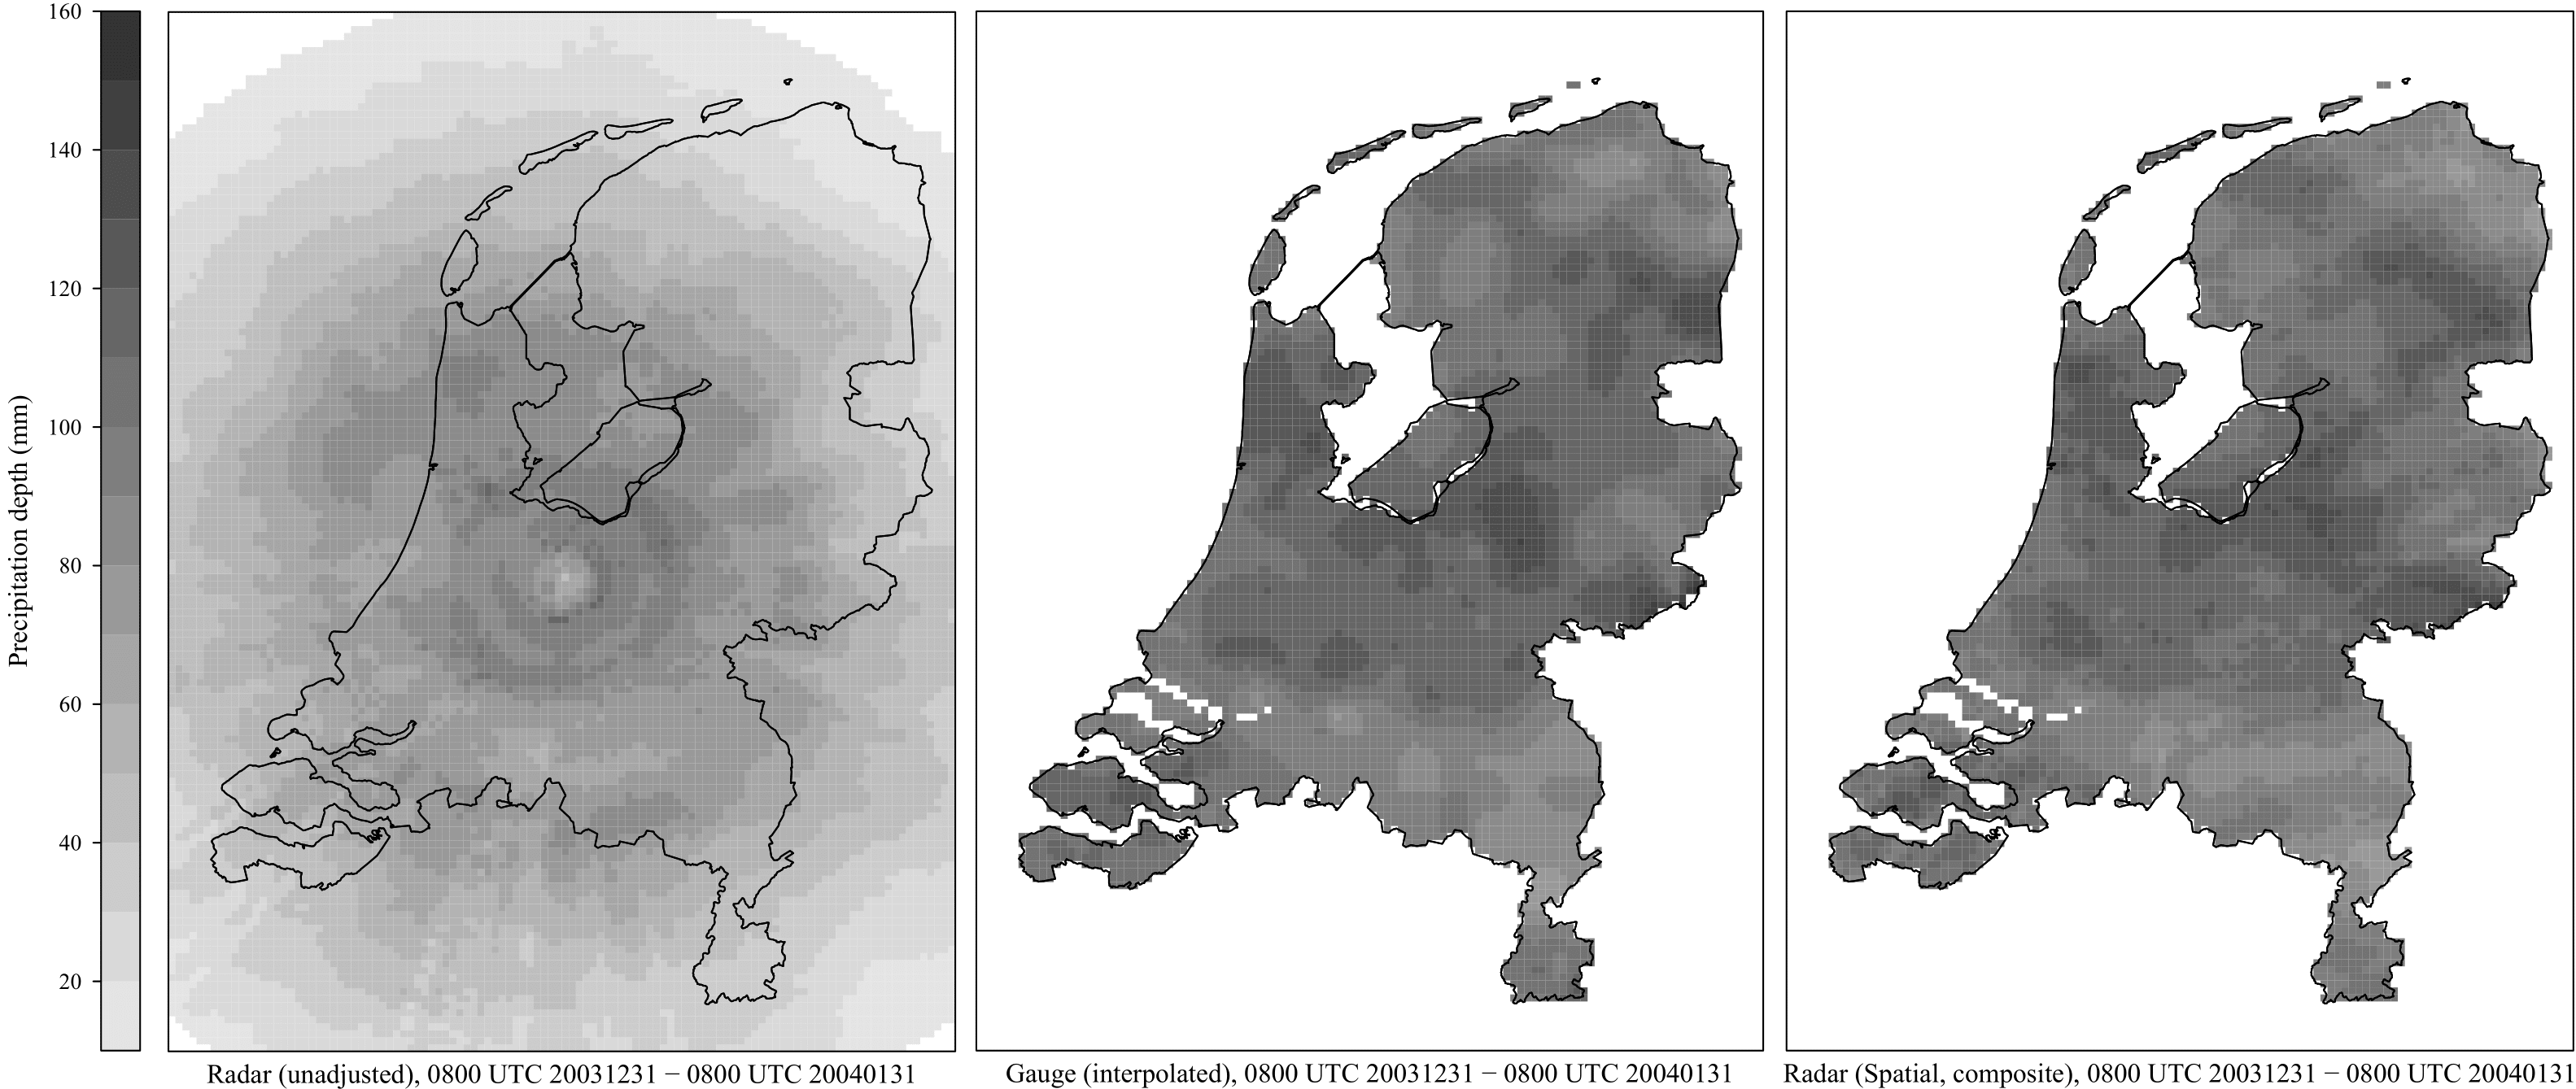 160
140
120
100
80
60
40
20
Precipitation depth (mm)
Radar (unadjusted), 0800 UTC 20031231 − 0800 UTC 20040131
Gauge (interpolated), 0800 UTC 20031231 − 0800 UTC 20040131
Radar (Spatial, composite), 0800 UTC 20031231 − 0800 UTC 20040131